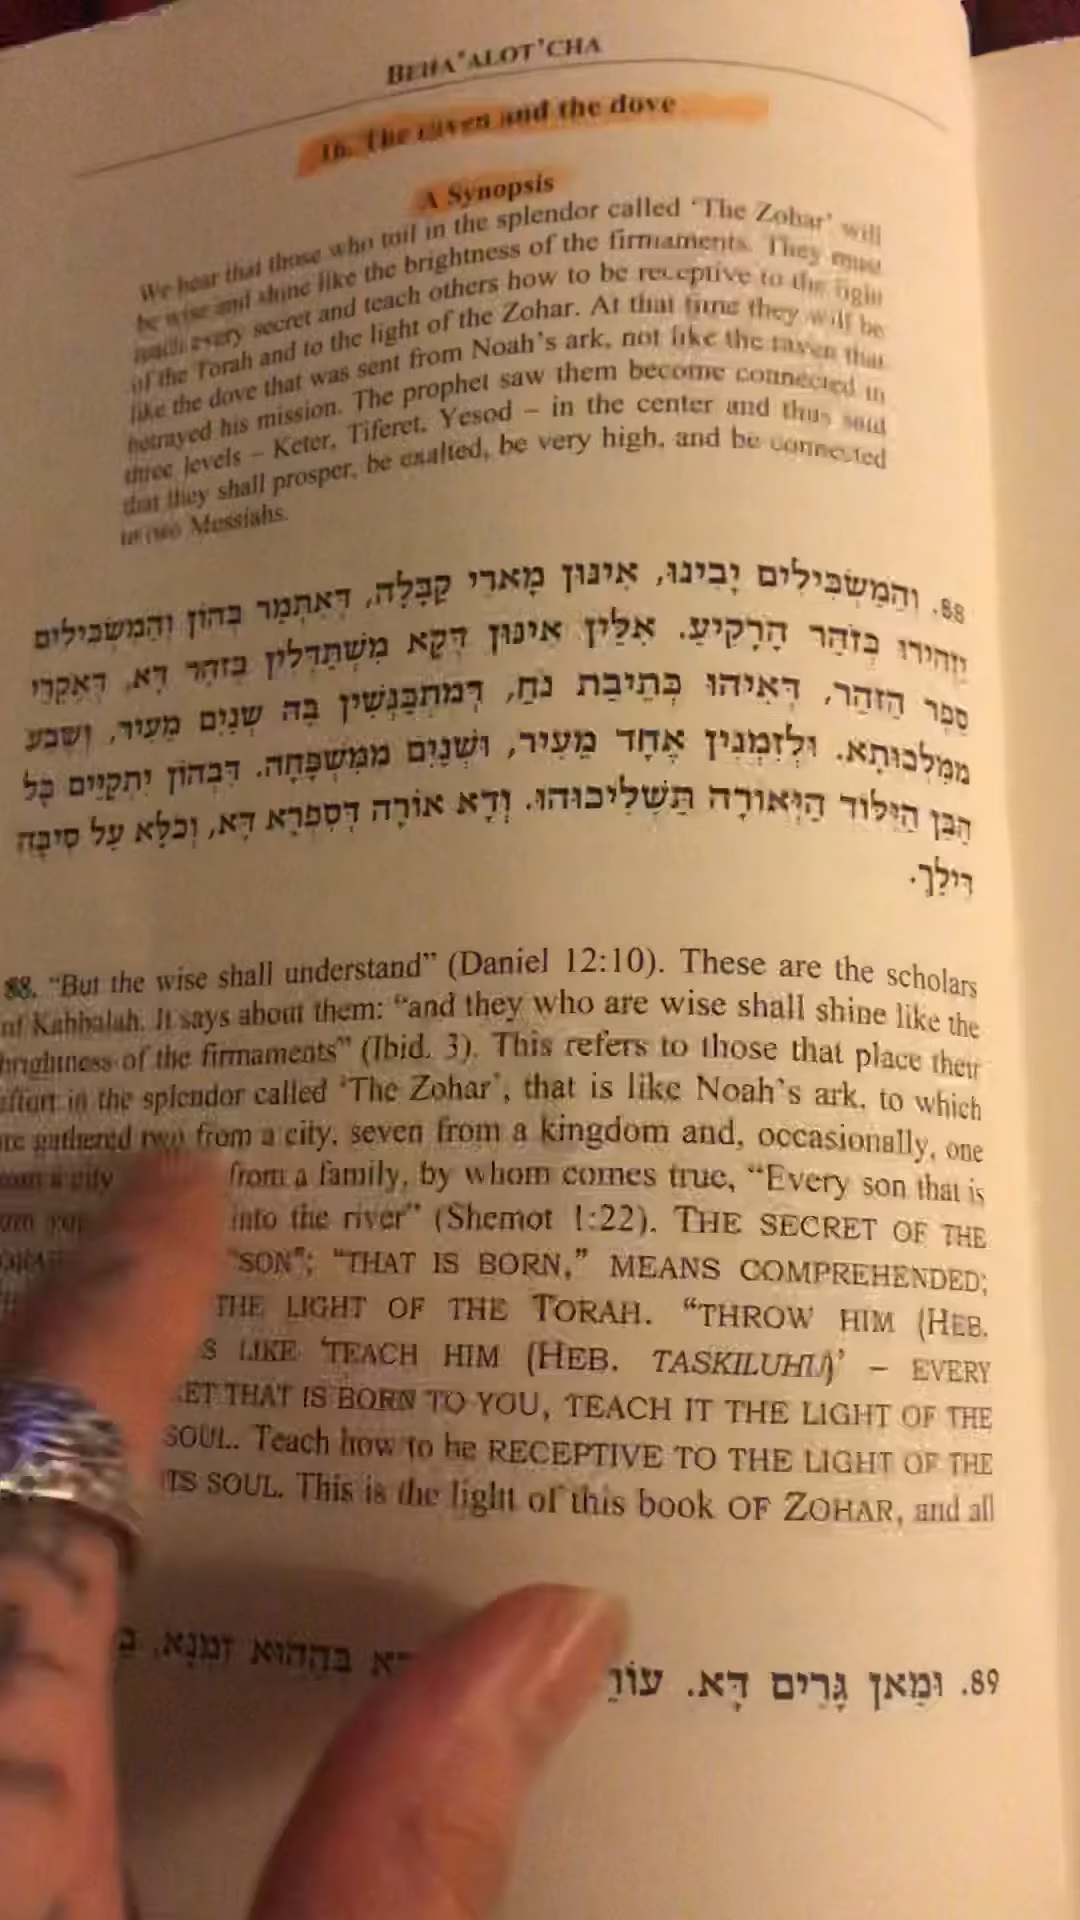 BEHA'ALOT'CHA
16. The raven and the dove
A Synopsis
We hear that those who toil in the splendor called 'The Zohar' will
be wise and shine like the brightness of the firmaments. They must
reach every secret and teach others how to be receptive to the light
of the Torah and to the light of the Zohar. At that time they will be
like the dove that was sent from Noah's ark, not like the raven that
betrayed his mission. The prophet saw them become connected to
three levels – Keter, Tiferet, Yesod – in the center and thus said
that they shall prosper, be exalted, be very high, and be connected
to two Messiahs.
88. וְהַמַּשְׂכִּילִים יָבִינוּ, אִינּוּן מָארֵי קַבָּלָה, דְּאִתְּמַר בְּהוֹן וְהַמַּשְׂכִּילִים
יַזְהִירוּ כְּזֹהַר הָרָקִיעַ. אִלֵּין אִינּוּן דְּקָא מִשְׁתַּדְּלִין בְּזֹהַר דָּא, דְּאִקְרֵי
סֵפֶר הַזֹּהַר, דְּאִיהוּ כְּתֵיבַת נֹחַ, דְּמִתְכַּנְּשִׁין בָּהּ שְׁנַיִם מֵעִיר, וְשֶׁבַע
מִמַּלְכוּתָא. וּלְזִמְנִין אֶחָד מֵעִיר, וּשְׁנַיִם מִמִּשְׁפָּחָה. דִּבְהוֹן יִתְקַיֵּים כָּל
הַבֵּן הַיִּלּוֹד הַיְאוֹרָה תַּשְׁלִיכוּהוּ. וְדָא אוֹרָה דְּסִפְרָא דָּא, וְכֹלָּא עַל סִיבָּה
דִּילָךְ.
88. "But the wise shall understand" (Daniel 12:10). These are the scholars
of Kabbalah. It says about them: "and they who are wise shall shine like the
brightness of the firmaments" (Ibid. 3). This refers to those that place their
effort in the splendor called 'The Zohar', that is like Noah's ark, to which
are gathered two from a city, seven from a kingdom and, occasionally, one
from a city from a family, by whom comes true, "Every son that is
into the river" (Shemot 1:22). THE SECRET OF THE
"SON"; "THAT IS BORN," MEANS COMPREHENDED;
THE LIGHT OF THE TORAH. "THROW HIM (HEB.
LIKE 'TEACH HIM (HEB. TASKILUHU)' – EVERY
THAT IS BORN TO YOU, TEACH IT THE LIGHT OF THE
SOUL. Teach how to be RECEPTIVE TO THE LIGHT OF THE
ITS SOUL. This is the light of this book OF ZOHAR, and all
89. וּמַאן גָּרִים דָּא. בְּהַהוּא זִמְנָא,